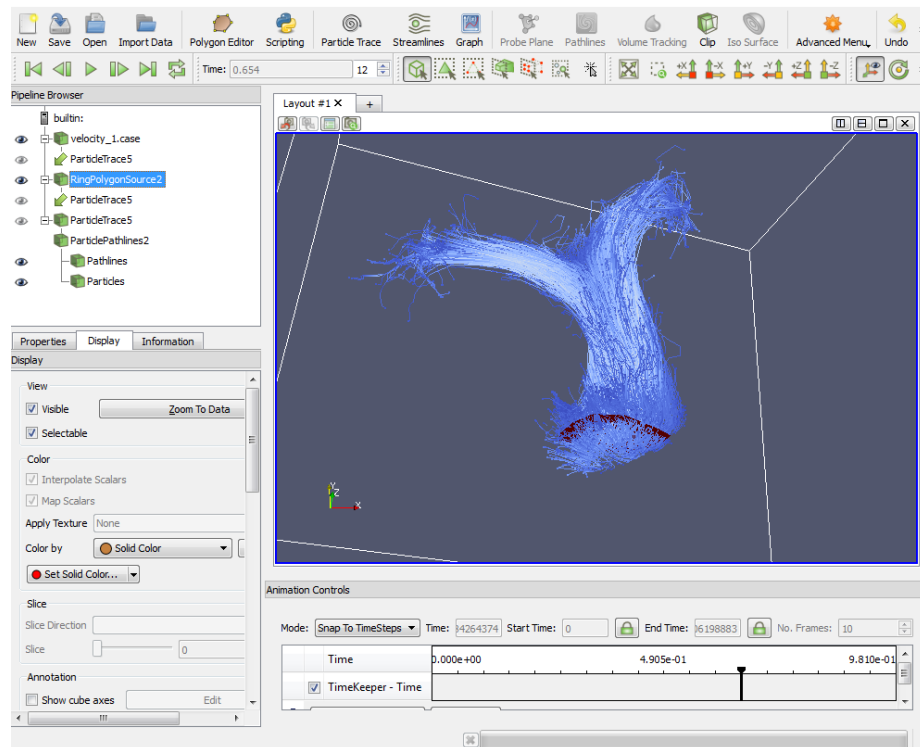 New Save Open Import Data Polygon Editor Scripting Particle Trace Streamlines Graph Probe Plane Pathlines Volume Tracking Clip Iso Surface Advanced Menu Undo
Time: 0.654 12 +X -X +Y -Y +Z -Z
Pipeline Browser
builtin:
velocity_1.case
ParticleTrace5
RingPolygonSource2
ParticleTrace5
ParticleTrace5
ParticlePathlines2
Pathlines
Particles
Properties Display Information
Display
View
Visible Zoom To Data
Selectable
Color
Interpolate Scalars
Map Scalars
Apply Texture None
Color by Solid Color
Set Solid Color...
Slice
Slice Direction
Slice 0
Annotation
Show cube axes Edit
Layout #1 X +
Y
Z
X
Animation Controls
Mode: Snap To TimeSteps Time: 34264374 Start Time: 0 End Time: 36198883 No. Frames: 10
Time 0.000e+00 4.905e-01 9.810e-01
TimeKeeper - Time